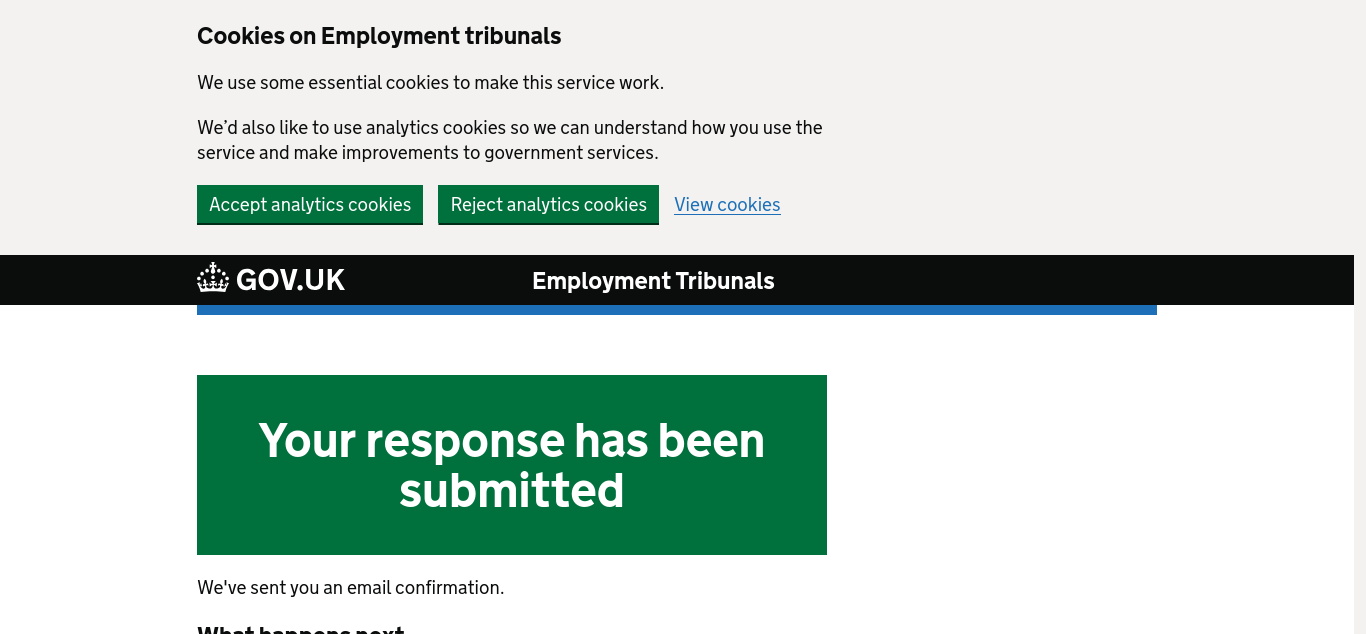 Cookies on Employment tribunals
We use some essential cookies to make this service work.
We’d also like to use analytics cookies so we can understand how you use the
service and make improvements to government services.
Accept analytics cookies Reject analytics cookies View cookies
GOV.UK Employment Tribunals
Your response has been
submitted
We've sent you an email confirmation.
What happens next